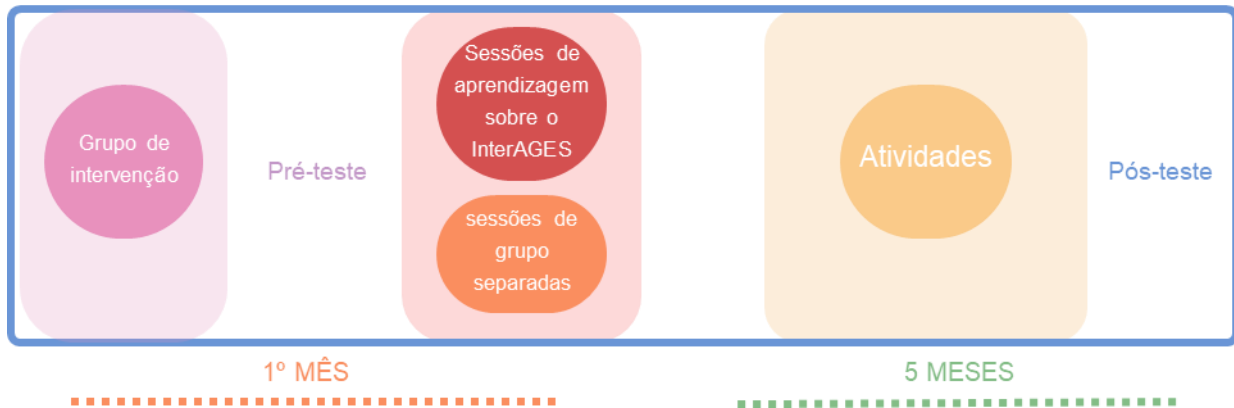 Grupo de
intervenção
Pré-teste
Sessões de
aprendizagem
sobre o
InterAGES
sessões de
grupo
separadas
Atividades
Pós-teste
1º MÊS
5 MESES